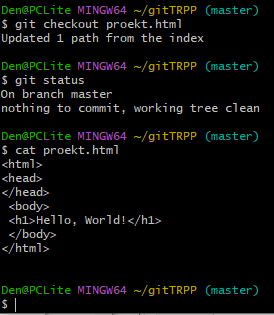 Den@PCLite MINGW64 ~/gitTRPP (master)
$ git checkout proekt.html
Updated 1 path from the index
Den@PCLite MINGW64 ~/gitTRPP (master)
$ git status
On branch master
nothing to commit, working tree clean
Den@PCLite MINGW64 ~/gitTRPP (master)
$ cat proekt.html
<html>
<head>
</head>
<body>
<h1>Hello, World!</h1>
</body>
</html>
Den@PCLite MINGW64 ~/gitTRPP (master)
$